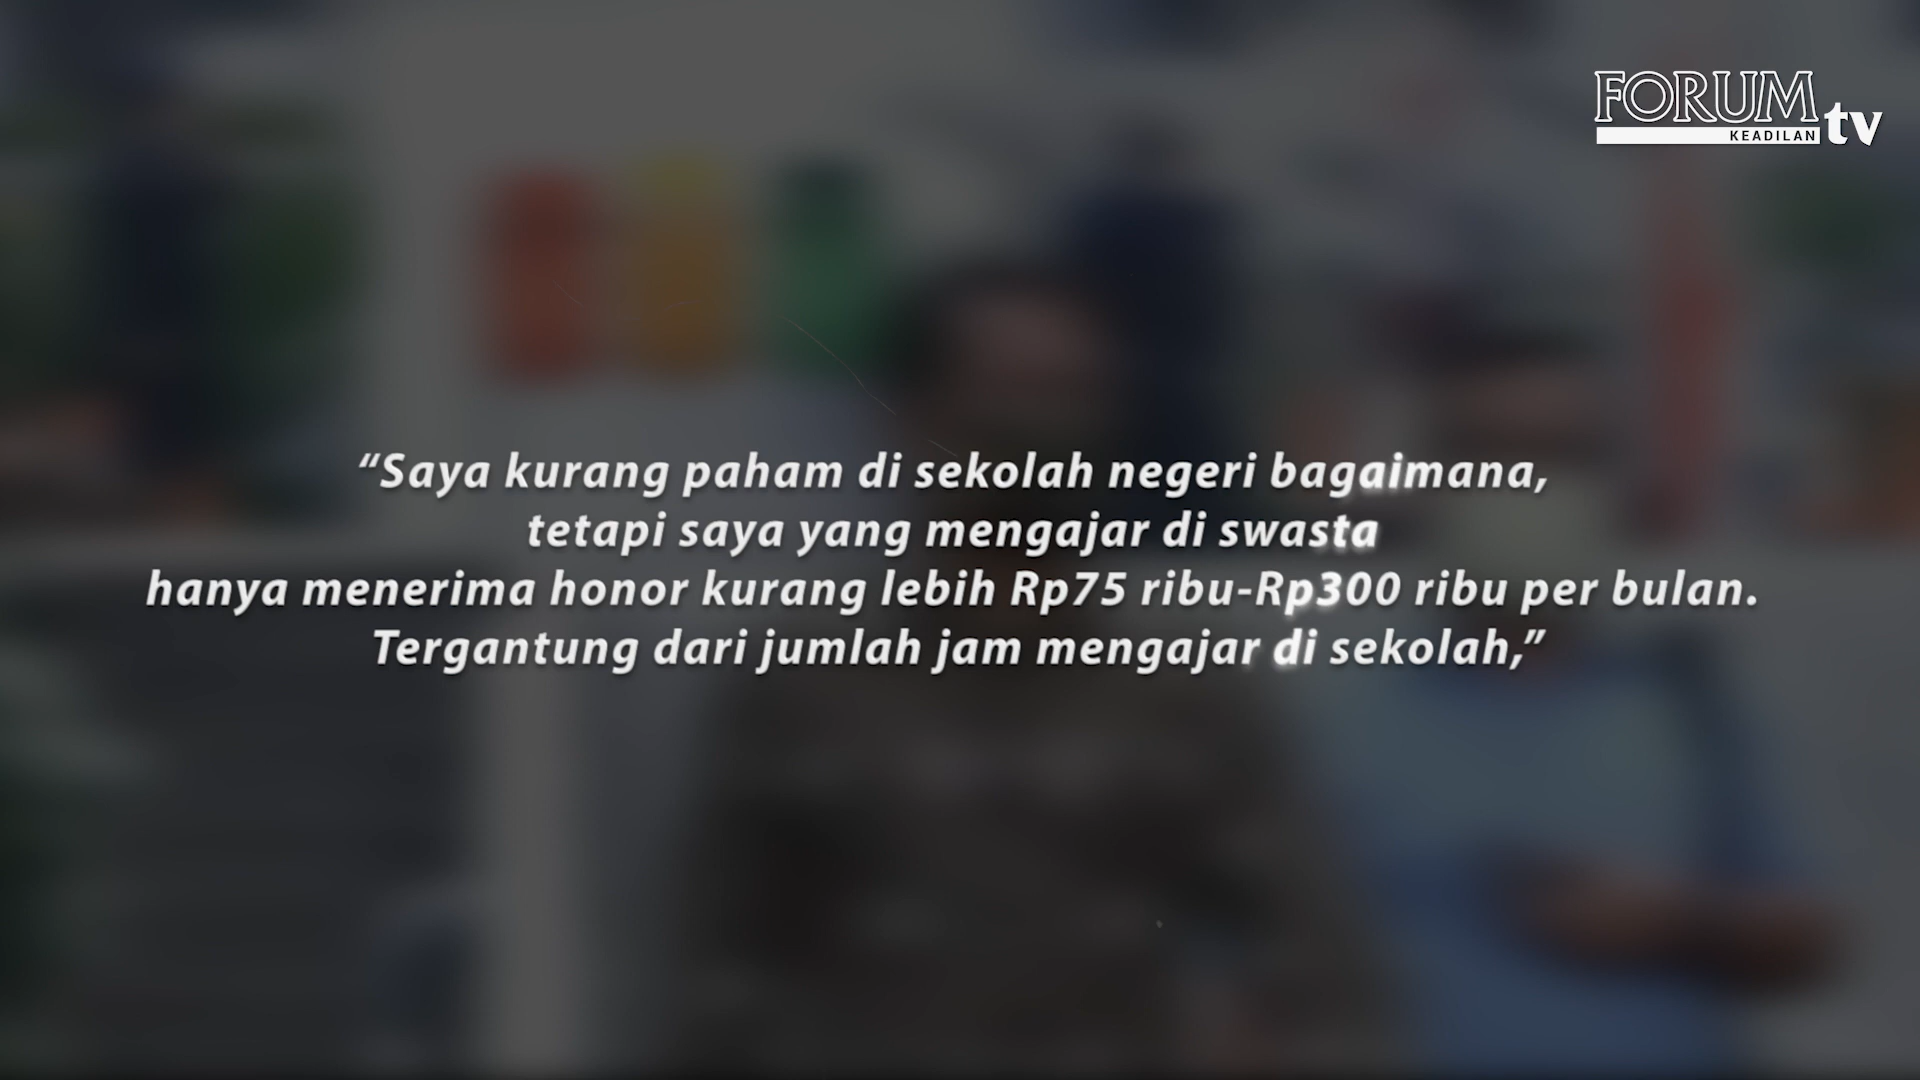 FORUM
KEADILAN
tv
“Saya kurang paham di sekolah negeri bagaimana,
tetapi saya yang mengajar di swasta
hanya menerima honor kurang lebih Rp75 ribu-Rp300 ribu per bulan.
Tergantung dari jumlah jam mengajar di sekolah,”